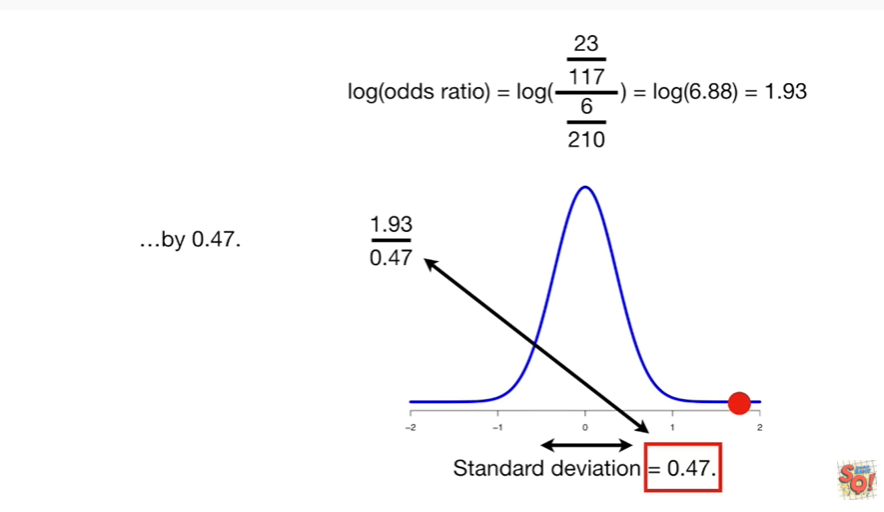 log(odds ratio) = log(23/117 / 6/210) = log(6.88) = 1.93
…by 0.47.
1.93
0.47
-2 -1 0 1 2
Standard deviation = 0.47.
SQ!